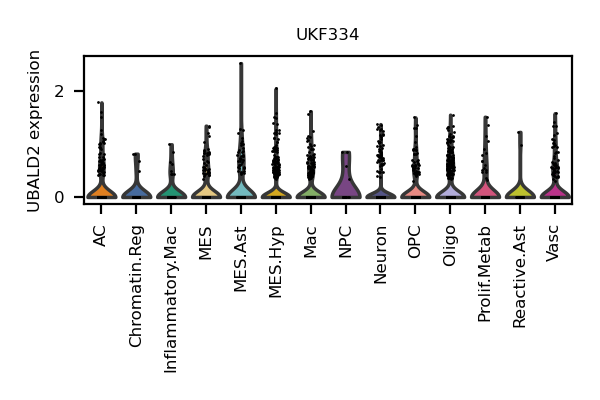 UKF334
UBALD2 expression
2
0
AC
Chromatin.Reg
Inflammatory.Mac
MES
MES.Ast
MES.Hyp
Mac
NPC
Neuron
OPC
Oligo
Prolif.Metab
Reactive.Ast
Vasc